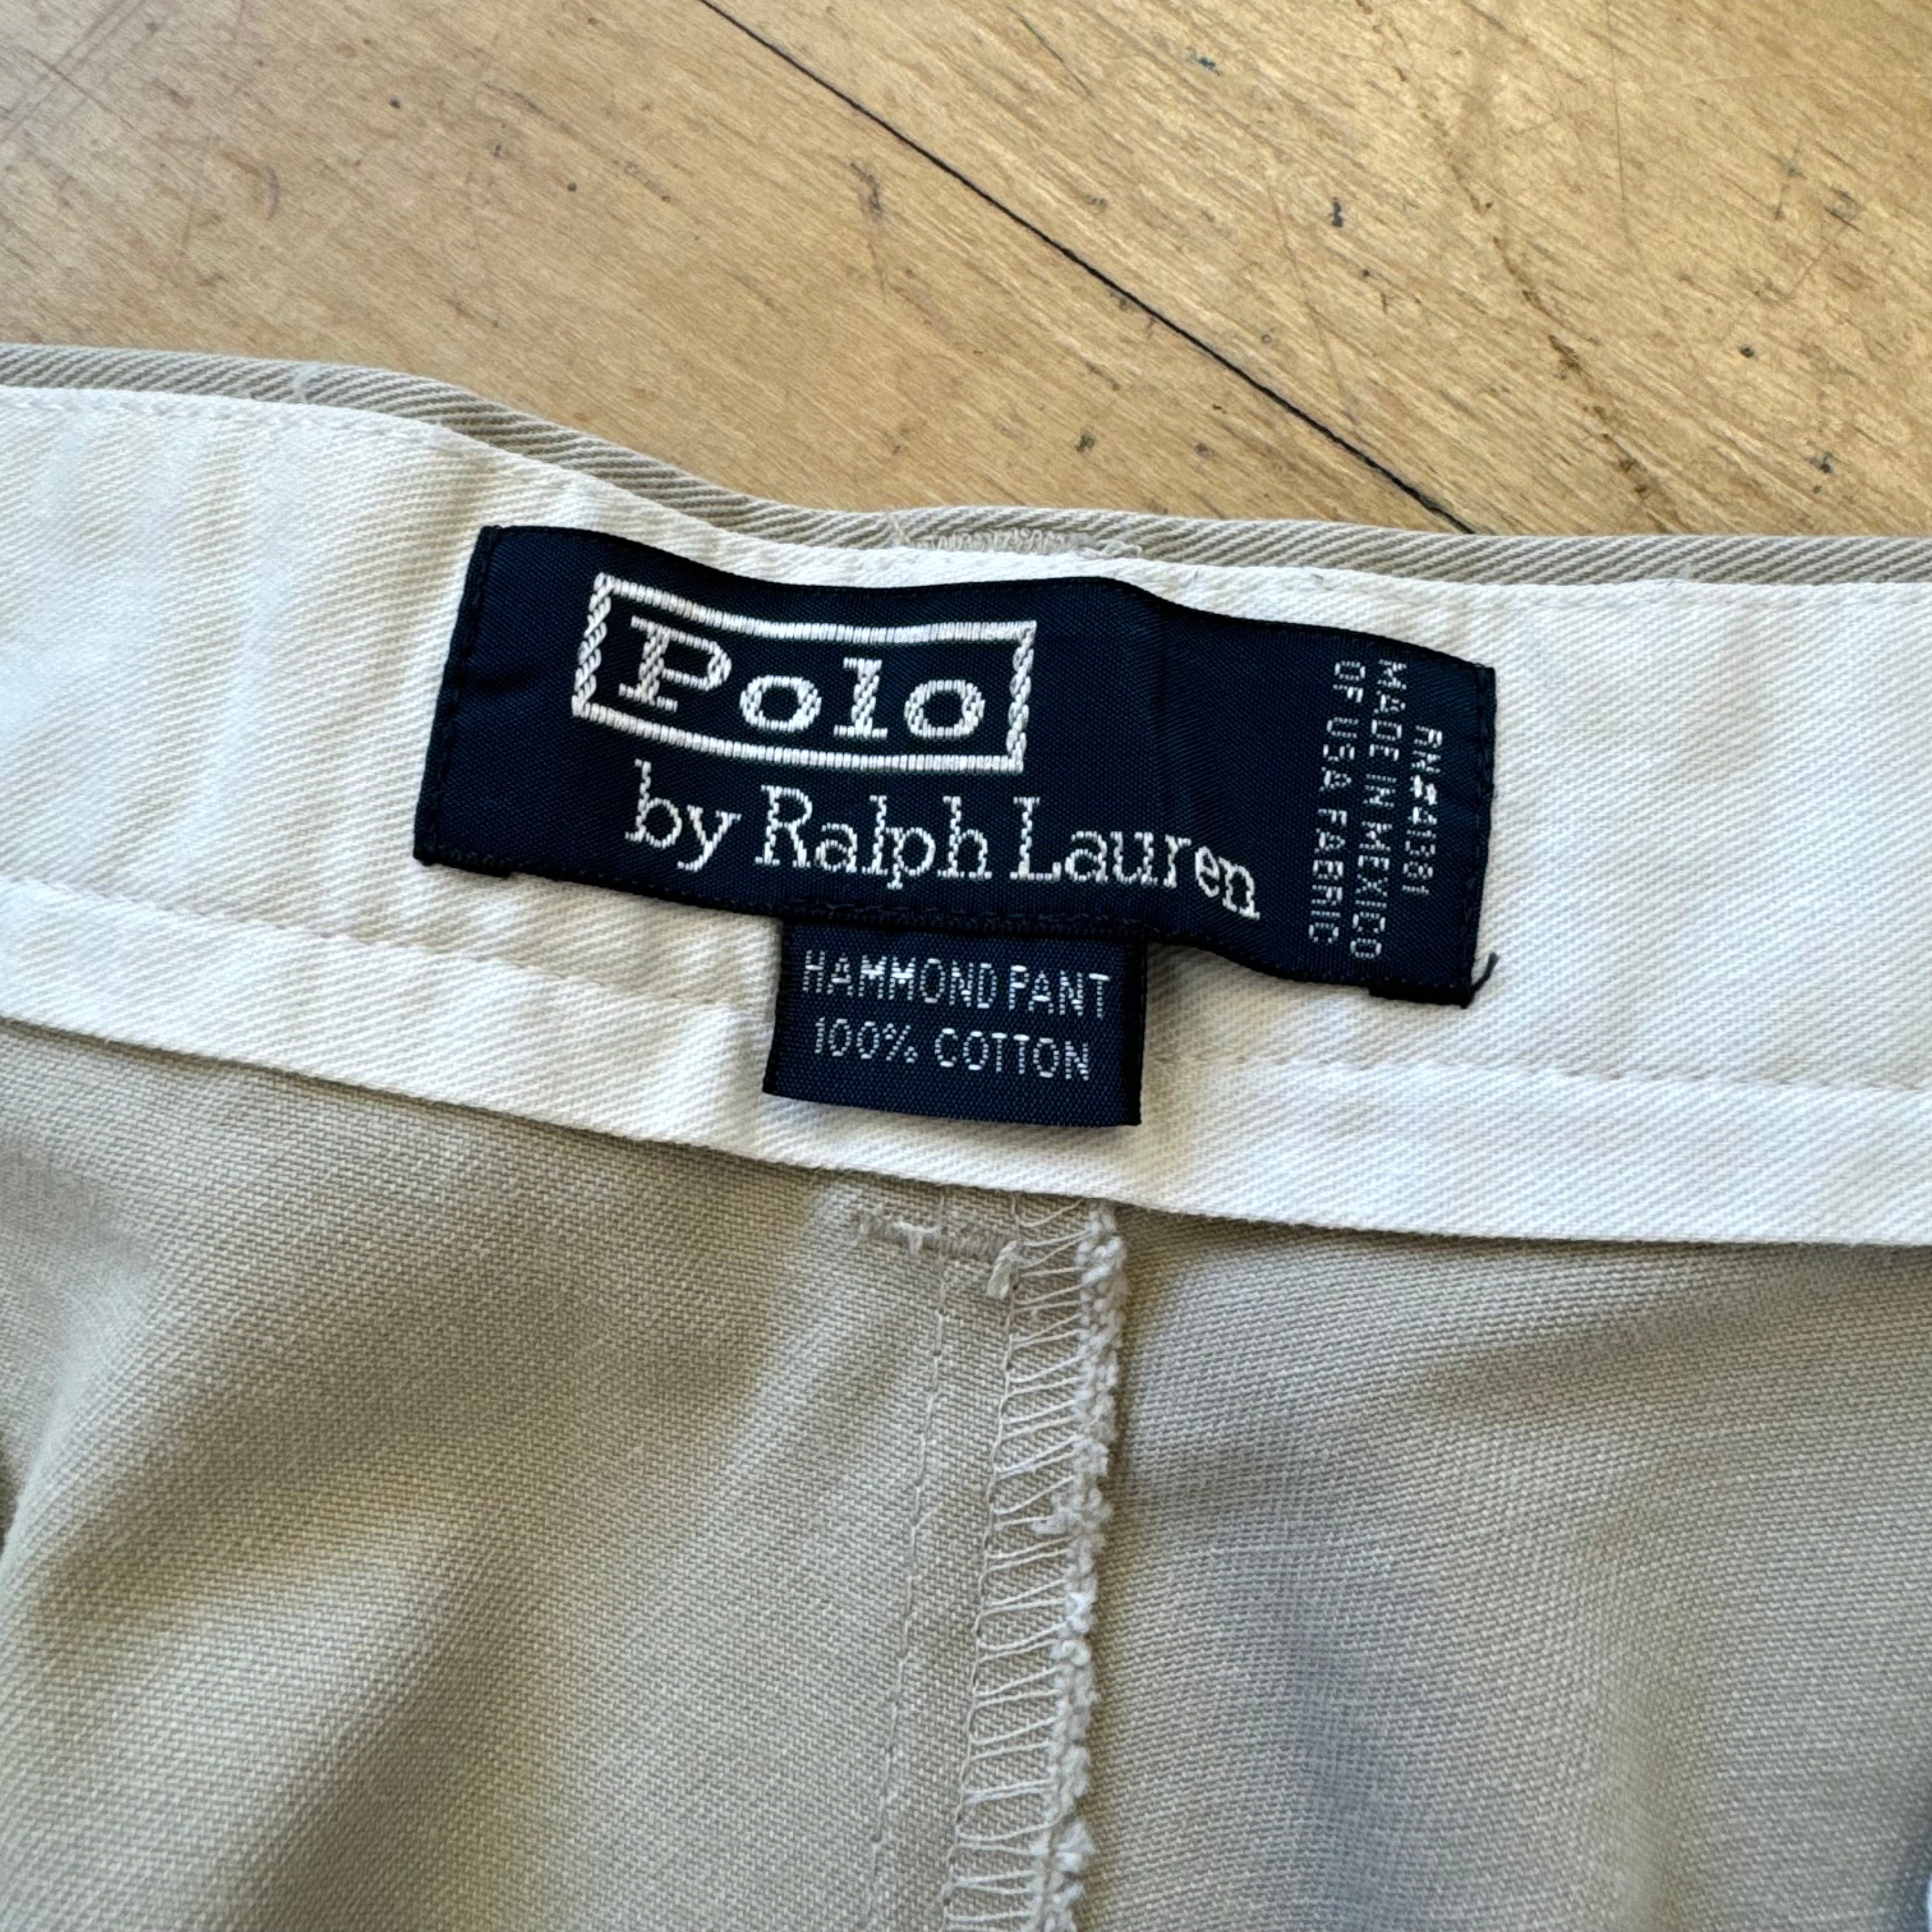 Polo
by Ralph Lauren
RN #41381
MADE IN MEXICO
OF USA FABRIC
HAMMOND PANT
100% COTTON